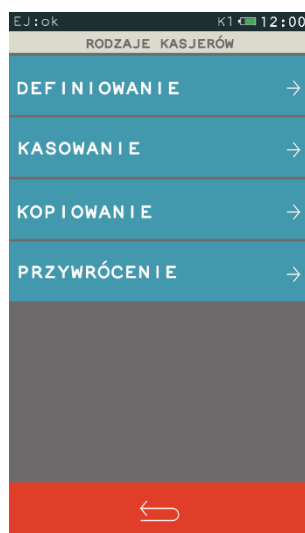 EJ:ok K1 12:00
RODZAJE KASJERÓW
DEFINIOWANIE
KASOWANIE
KOPIOWANIE
PRZYWRÓCENIE